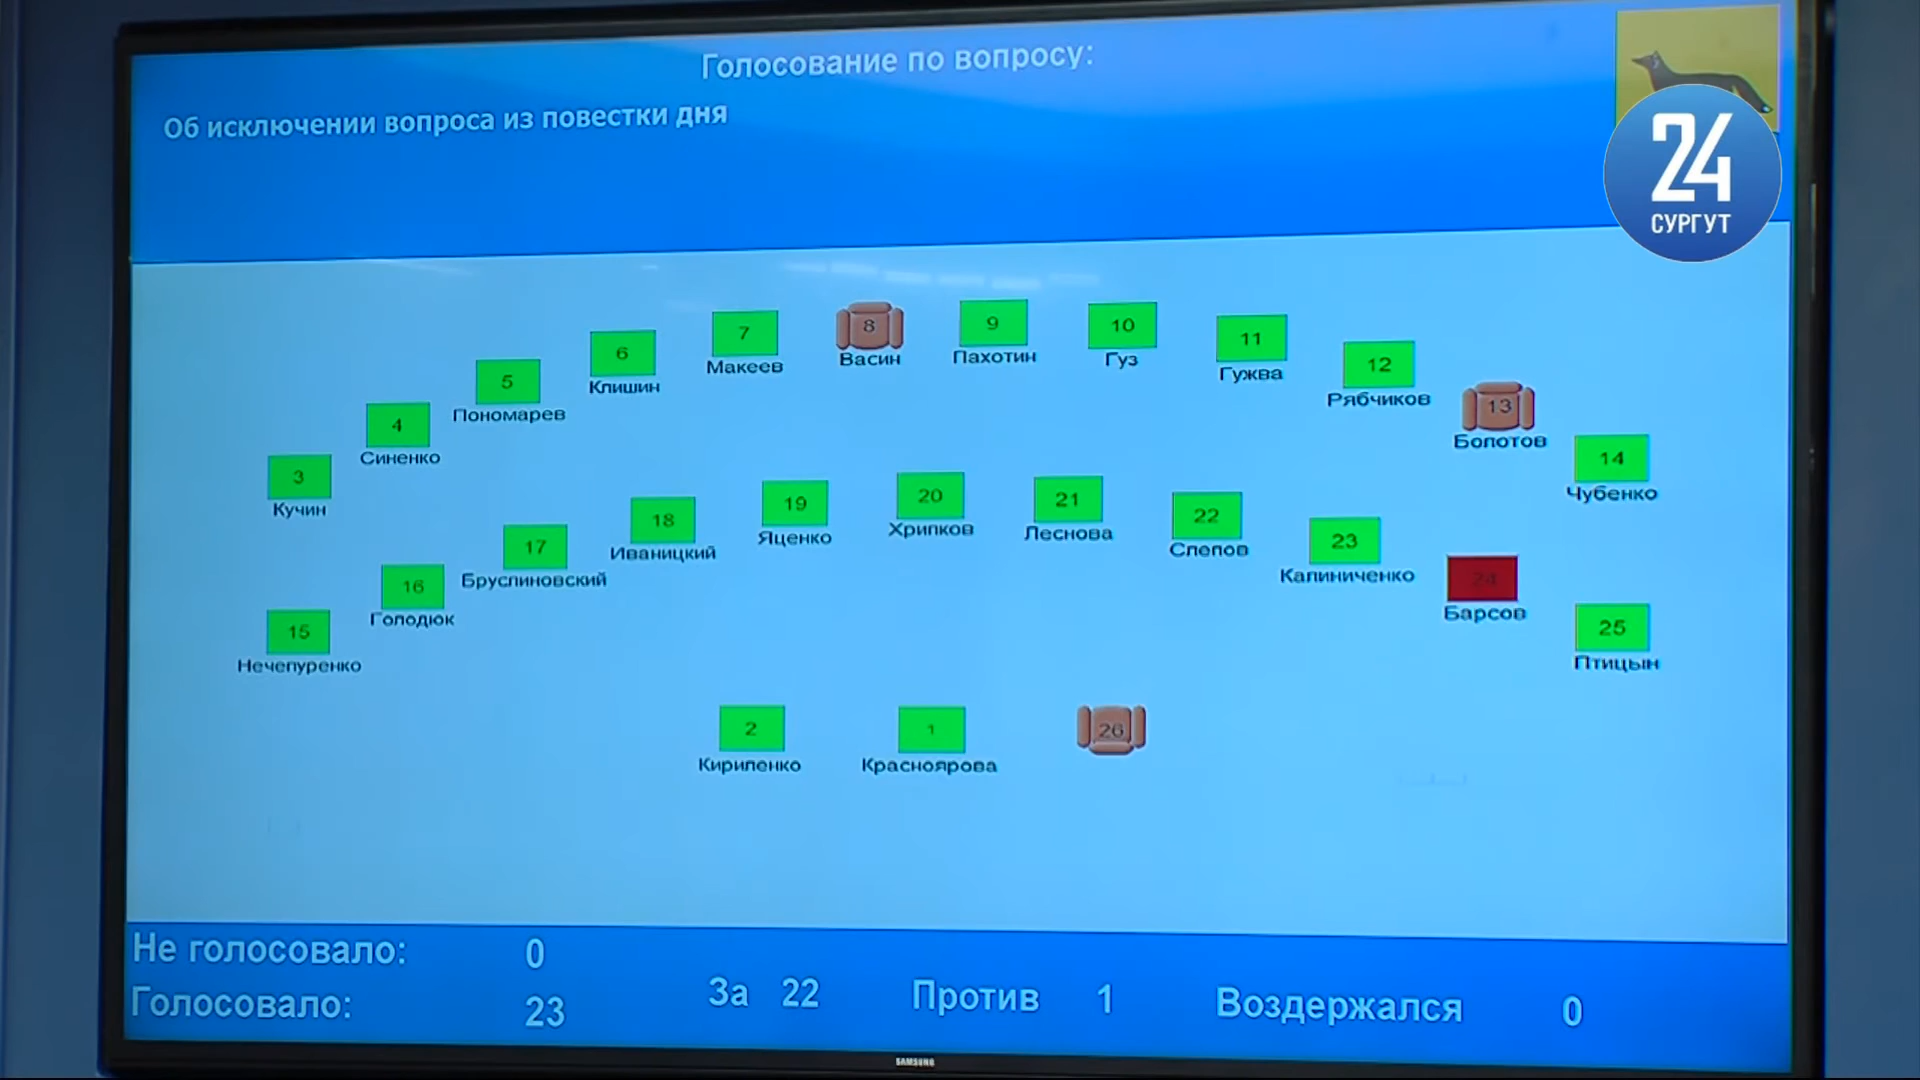 Голосование по вопросу:
Об исключении вопроса из повестки дня
24
СУРГУТ
3
Кучин
4
Синенко
5
Пономарев
6
Клишин
7
Макеев
8
Васин
9
Пахотин
10
Гуз
11
Гужва
12
Рябчиков
13
Болотов
14
Чубенко
15
Нечепуренко
16
Голодюк
17
Бруслиновский
18
Иваницкий
19
Яценко
20
Хрипков
21
Леснова
22
Слепов
23
Калиниченко
24
Барсов
25
Птицын
2
Кириленко
1
Красноярова
26
Не голосовало: 0
Голосовало: 23
За 22 Против 1 Воздержался 0
SAMSUNG